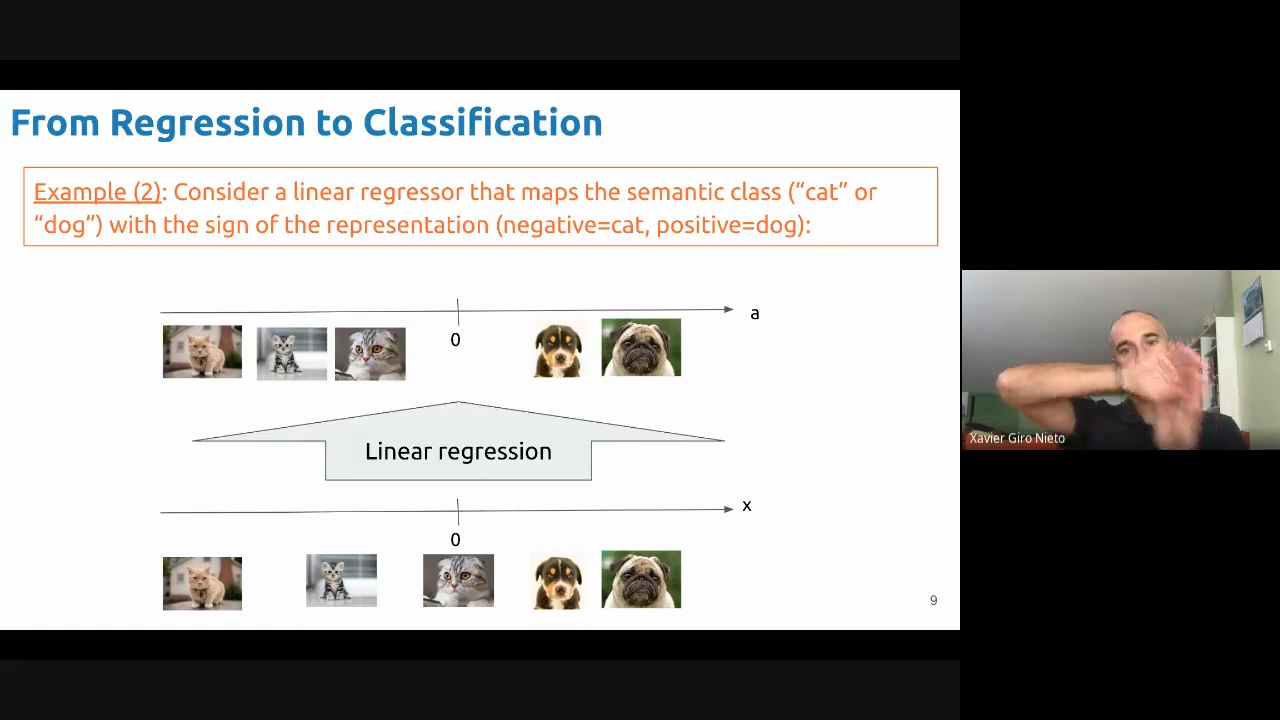 From Regression to Classification
Example (2): Consider a linear regressor that maps the semantic class (“cat” or
“dog”) with the sign of the representation (negative=cat, positive=dog):
a
0
Linear regression
x
0
9
Xavier Giro Nieto